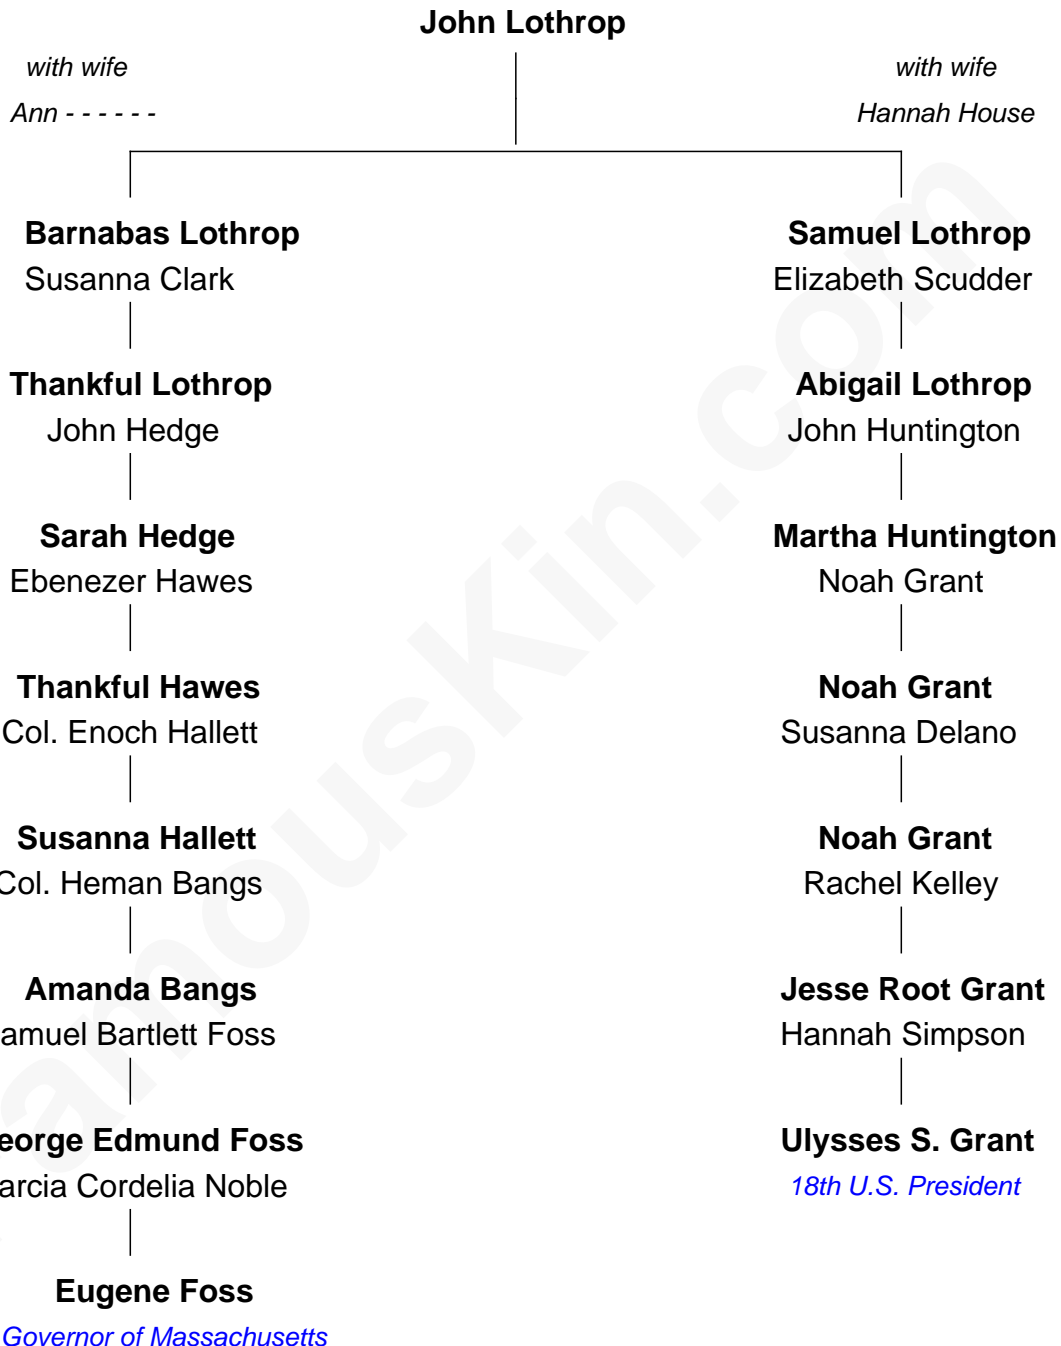 John Lothrop
with wife
Ann - - - - - -
with wife
Hannah House
Barnabas Lothrop
Susanna Clark
Samuel Lothrop
Elizabeth Scudder
Thankful Lothrop
John Hedge
Abigail Lothrop
John Huntington
Sarah Hedge
Ebenezer Hawes
Martha Huntington
Noah Grant
Thankful Hawes
Col. Enoch Hallett
Noah Grant
Susanna Delano
Susanna Hallett
Col. Heman Bangs
Noah Grant
Rachel Kelley
Amanda Bangs
amuel Bartlett Foss
Jesse Root Grant
Hannah Simpson
eorge Edmund Foss
arcia Cordelia Noble
Ulysses S. Grant
18th U.S. President
Eugene Foss
Governor of Massachusetts
amouskin.com